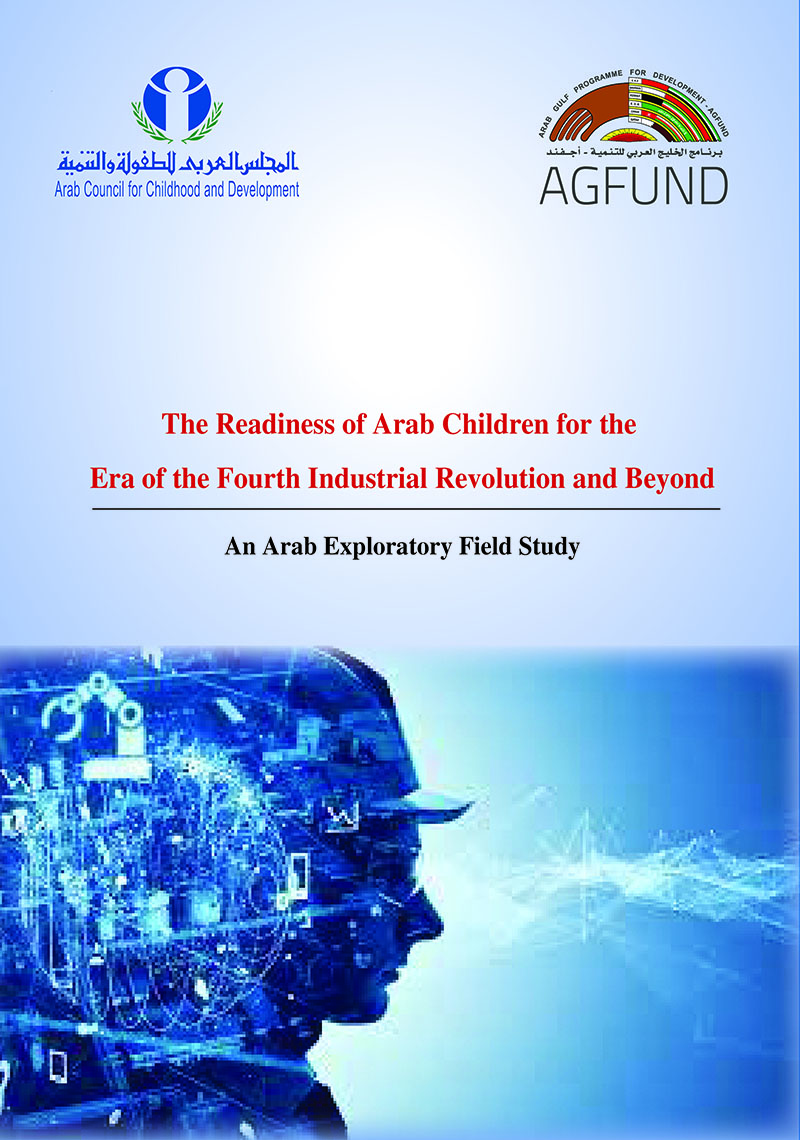 المجلس العربى للطفولة والتنمية
Arab Council for Childhood and Development
ARAB GULF PROGRAMME FOR DEVELOPMENT - AGFUND
برنامج الخليج العربي للتنمية - أجفند
AGFUND
The Readiness of Arab Children for the
Era of the Fourth Industrial Revolution and Beyond
An Arab Exploratory Field Study